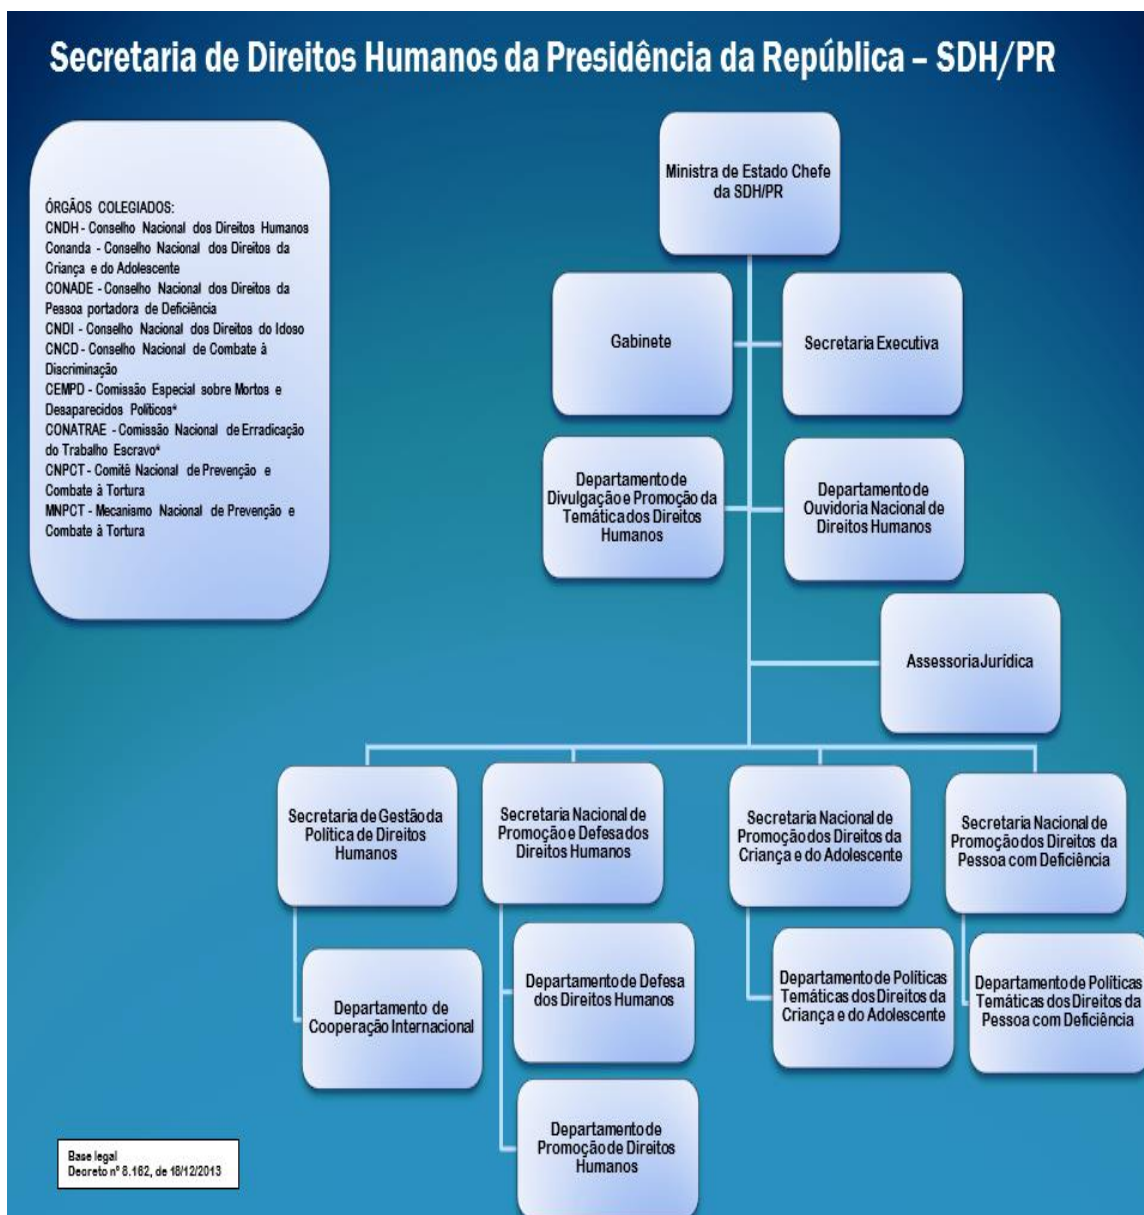 Secretaria de Direitos Humanos da Presidência da República – SDH/PR
ÓRGÃOS COLEGIADOS:
CNDH - Conselho Nacional dos Direitos Humanos
Conanda - Conselho Nacional dos Direitos da
Criança e do Adolescente
CONADE - Conselho Nacional dos Direitos da
Pessoa portadora de Deficiência
CNDI - Conselho Nacional dos Direitos do Idoso
CNCD - Conselho Nacional de Combate à
Discriminação
CEMPD - Comissão Especial sobre Mortos e
Desaparecidos Políticos*
CONATRAE - Comissão Nacional de Erradicação
do Trabalho Escravo*
CNPCT - Comitê Nacional de Prevenção e
Combate à Tortura
MNPCT - Mecanismo Nacional de Prevenção e
Combate à Tortura
Ministra de Estado Chefe
da SDH/PR
Gabinete
Secretaria Executiva
Departamento de
Divulgação e Promoção da
Temática dos Direitos
Humanos
Departamento de
Ouvidoria Nacional de
Direitos Humanos
Assessoria Jurídica
Secretaria de Gestão da
Política de Direitos
Humanos
Secretaria Nacional de
Promoção e Defesa dos
Direitos Humanos
Secretaria Nacional de
Promoção dos Direitos da
Criança e do Adolescente
Secretaria Nacional de
Promoção dos Direitos da
Pessoa com Deficiência
Departamento de
Cooperação Internacional
Departamento de Defesa
dos Direitos Humanos
Departamento de Políticas
Temáticas dos Direitos da
Criança e do Adolescente
Departamento de Políticas
Temáticas dos Direitos da
Pessoa com Deficiência
Departamento de
Promoção de Direitos
Humanos
Base legal
Decreto nº 8.162, de 18/12/2013